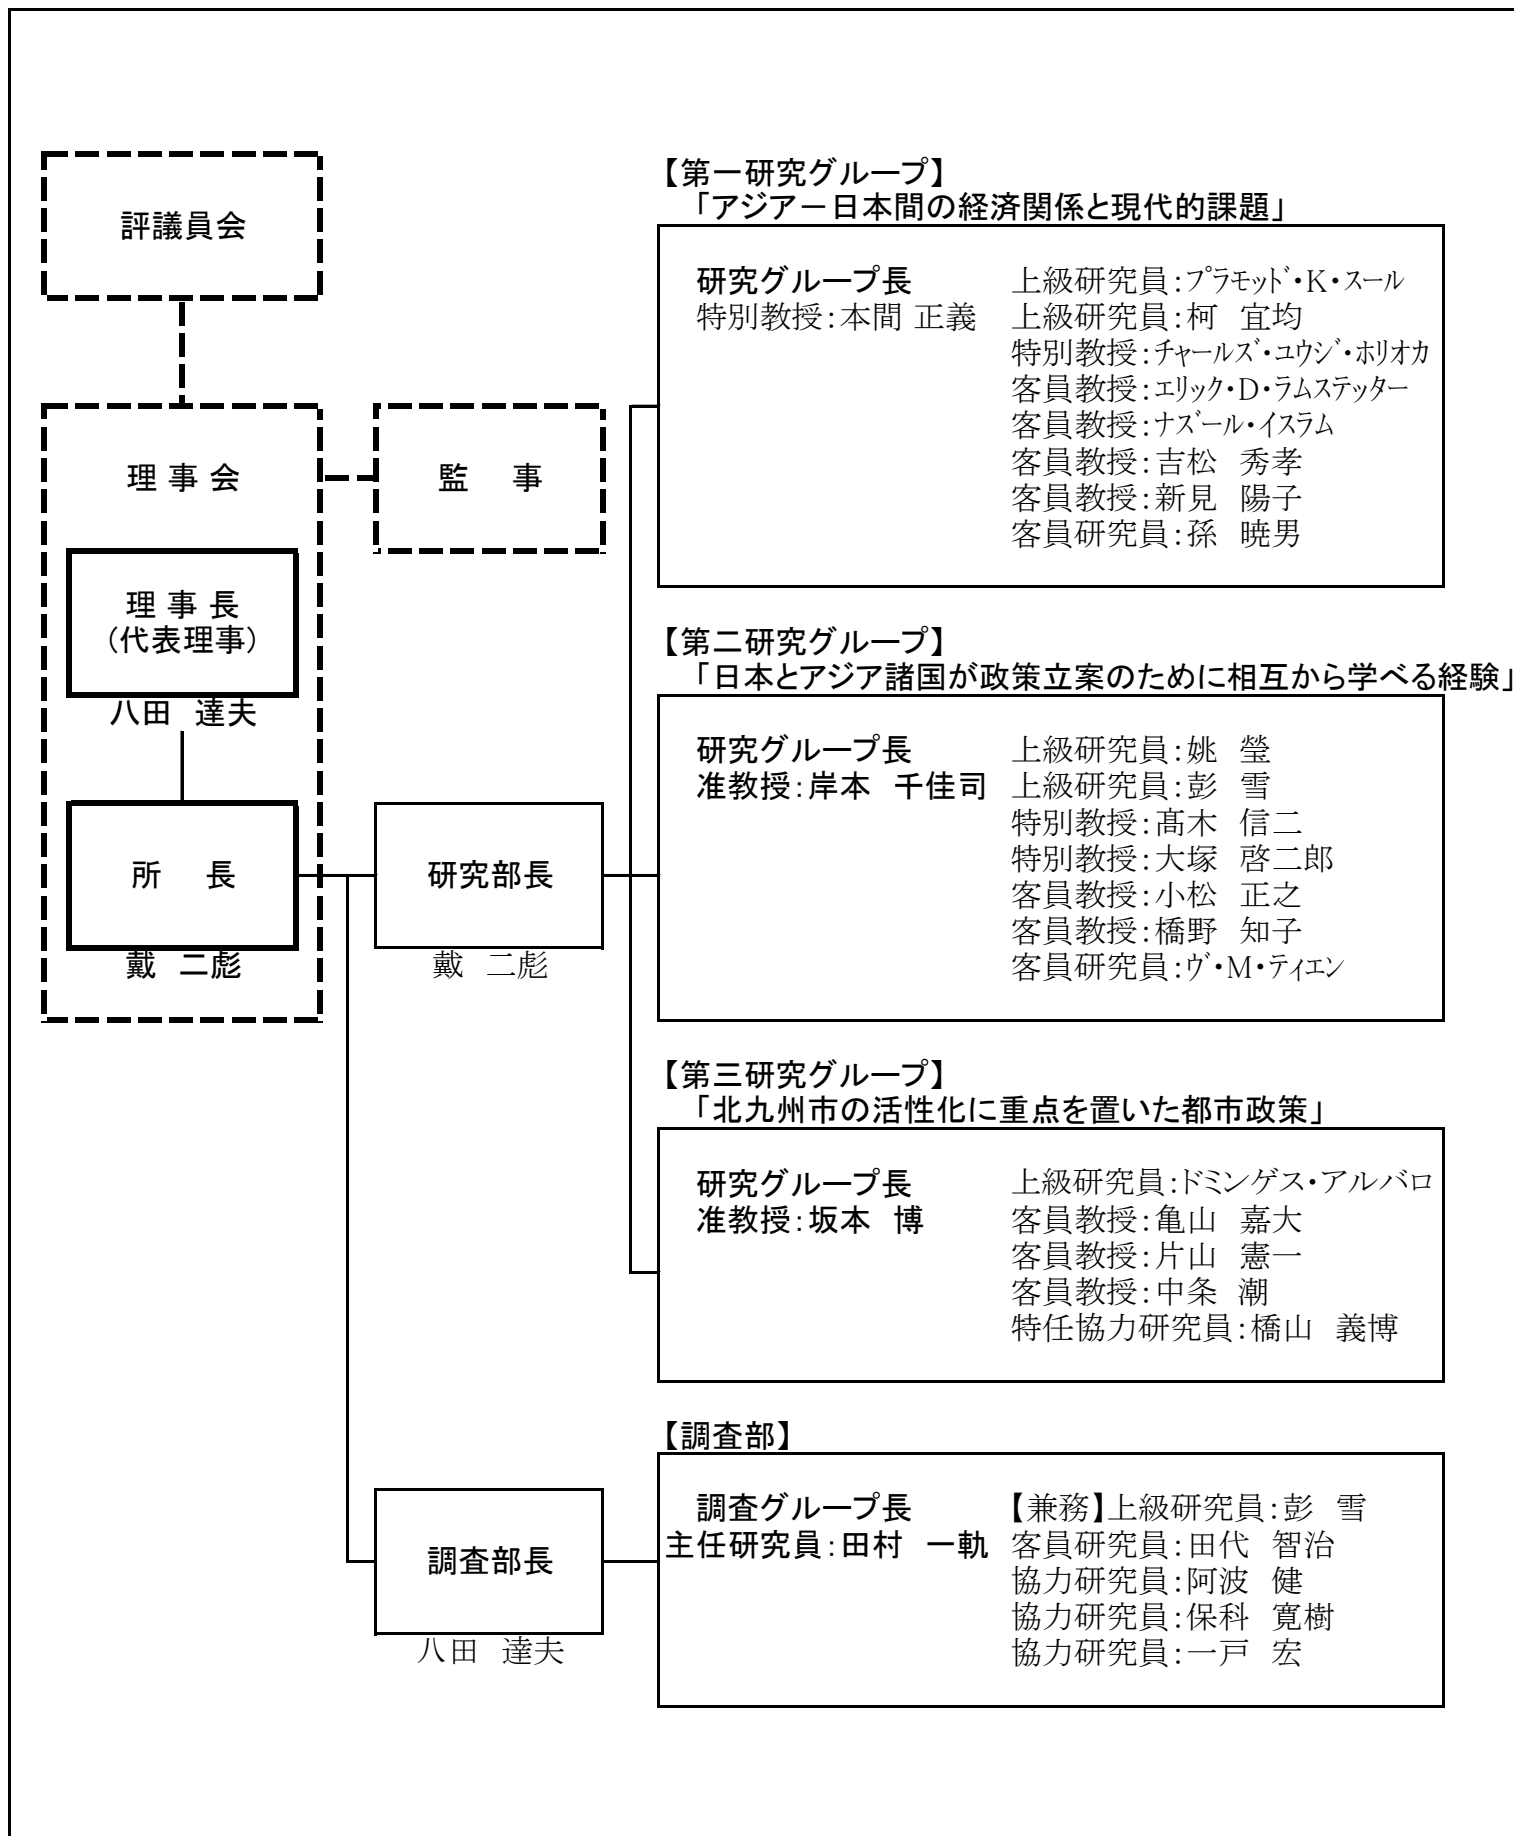 評議員会
理 事 会
監　事
理 事 長
（代表理事）
八田　達夫
所　長
戴　二彪
研究部長
戴　二彪
調査部長
八田　達夫
【第一研究グループ】
「アジア－日本間の経済関係と現代的課題」
研究グループ長
特別教授：本間 正義
上級研究員：プラモッド・K・スール
上級研究員：柯　宜均
特別教授：チャールズ・ユウジ・ホリオカ
客員教授：エリック・D・ラムステッター
客員教授：ナズール・イスラム
客員教授：吉松　秀孝
客員教授：新見　陽子
客員研究員：孫　暁男
【第二研究グループ】
「日本とアジア諸国が政策立案のために相互から学べる経験」
研究グループ長
准教授：岸本　千佳司
上級研究員：姚　瑩
上級研究員：彭　雪
特別教授：髙木　信二
特別教授：大塚　啓二郎
客員教授：小松　正之
客員教授：橋野　知子
客員研究員：ヴ・M・ティエン
【第三研究グループ】
「北九州市の活性化に重点を置いた都市政策」
研究グループ長
准教授：坂本　博
上級研究員：ドミンゲス・アルバロ
客員教授：亀山　嘉大
客員教授：片山　憲一
客員教授：中条　潮
特任協力研究員：橋山　義博
【調査部】
調査グループ長
主任研究員：田村　一軌
【兼務】上級研究員：彭　雪
客員研究員：田代　智治
協力研究員：阿波　健
協力研究員：保科　寛樹
協力研究員：一戸　宏